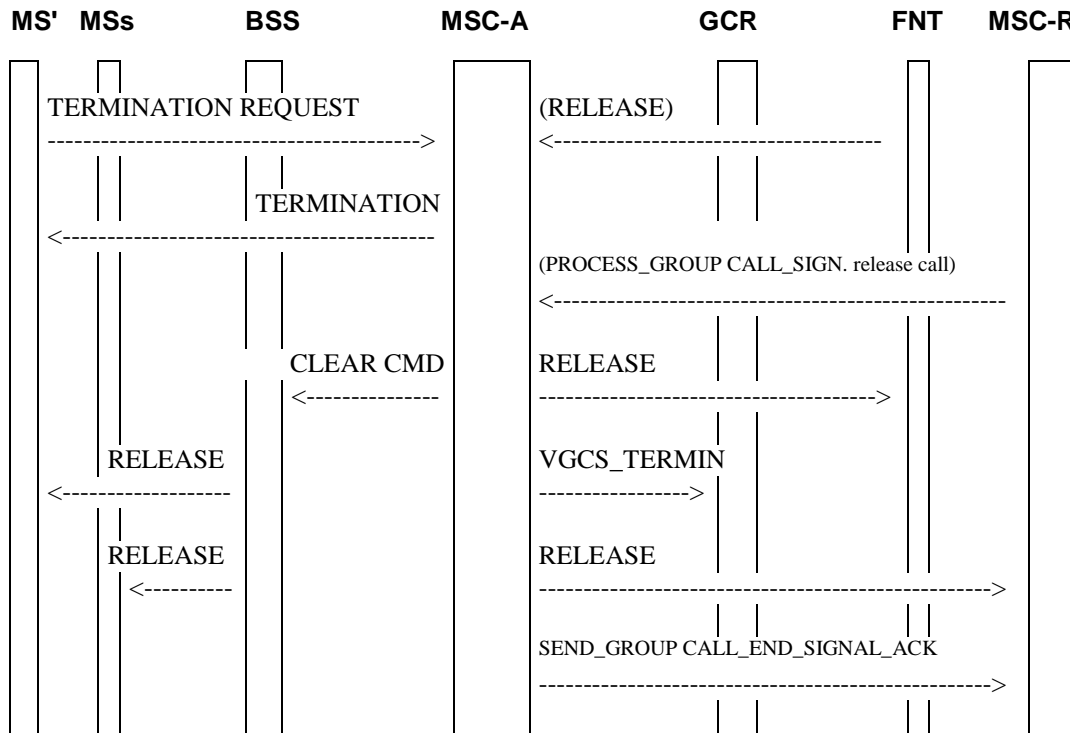 MS' MSs BSS MSC-A GCR FNT MSC-R
TERMINATION REQUEST (RELEASE)
TERMINATION
(PROCESS_GROUP CALL_SIGN. release call)
CLEAR CMD RELEASE
RELEASE VGCS_TERMIN
RELEASE RELEASE
SEND_GROUP CALL_END_SIGNAL_ACK